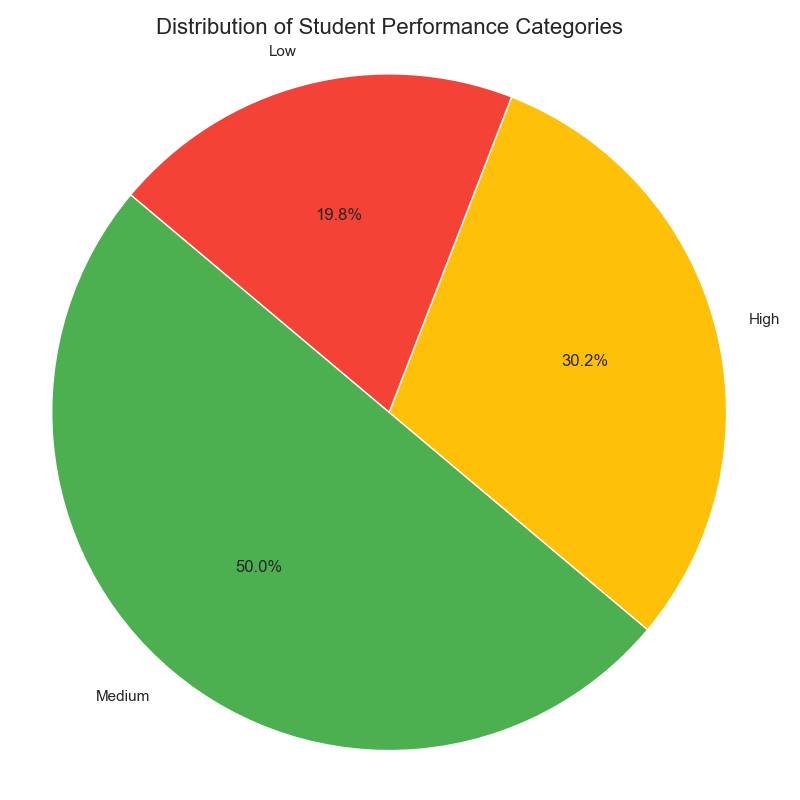 Distribution of Student Performance Categories
Low
19.8%
High
30.2%
50.0%
Medium